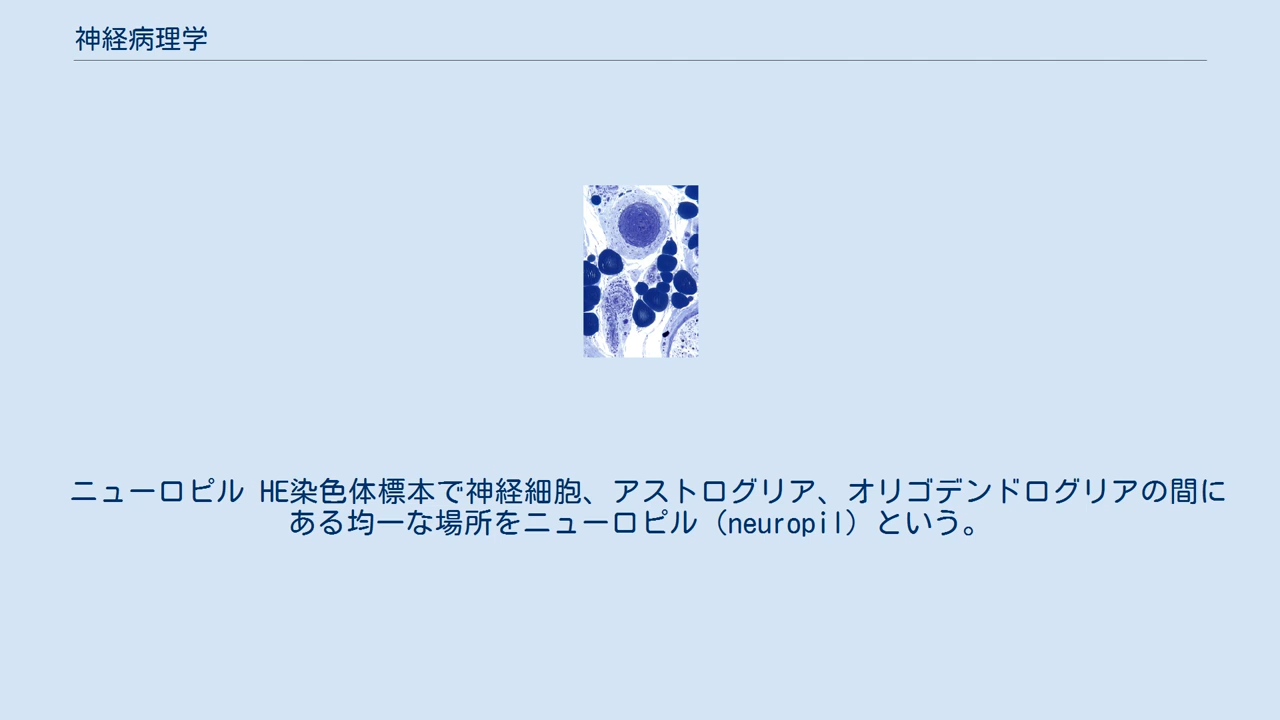 神経病理学
ニューロピル HE染色体標本で神経細胞、アストログリア、オリゴデンドログリアの間に
ある均一な場所をニューロピル（neuropil）という。